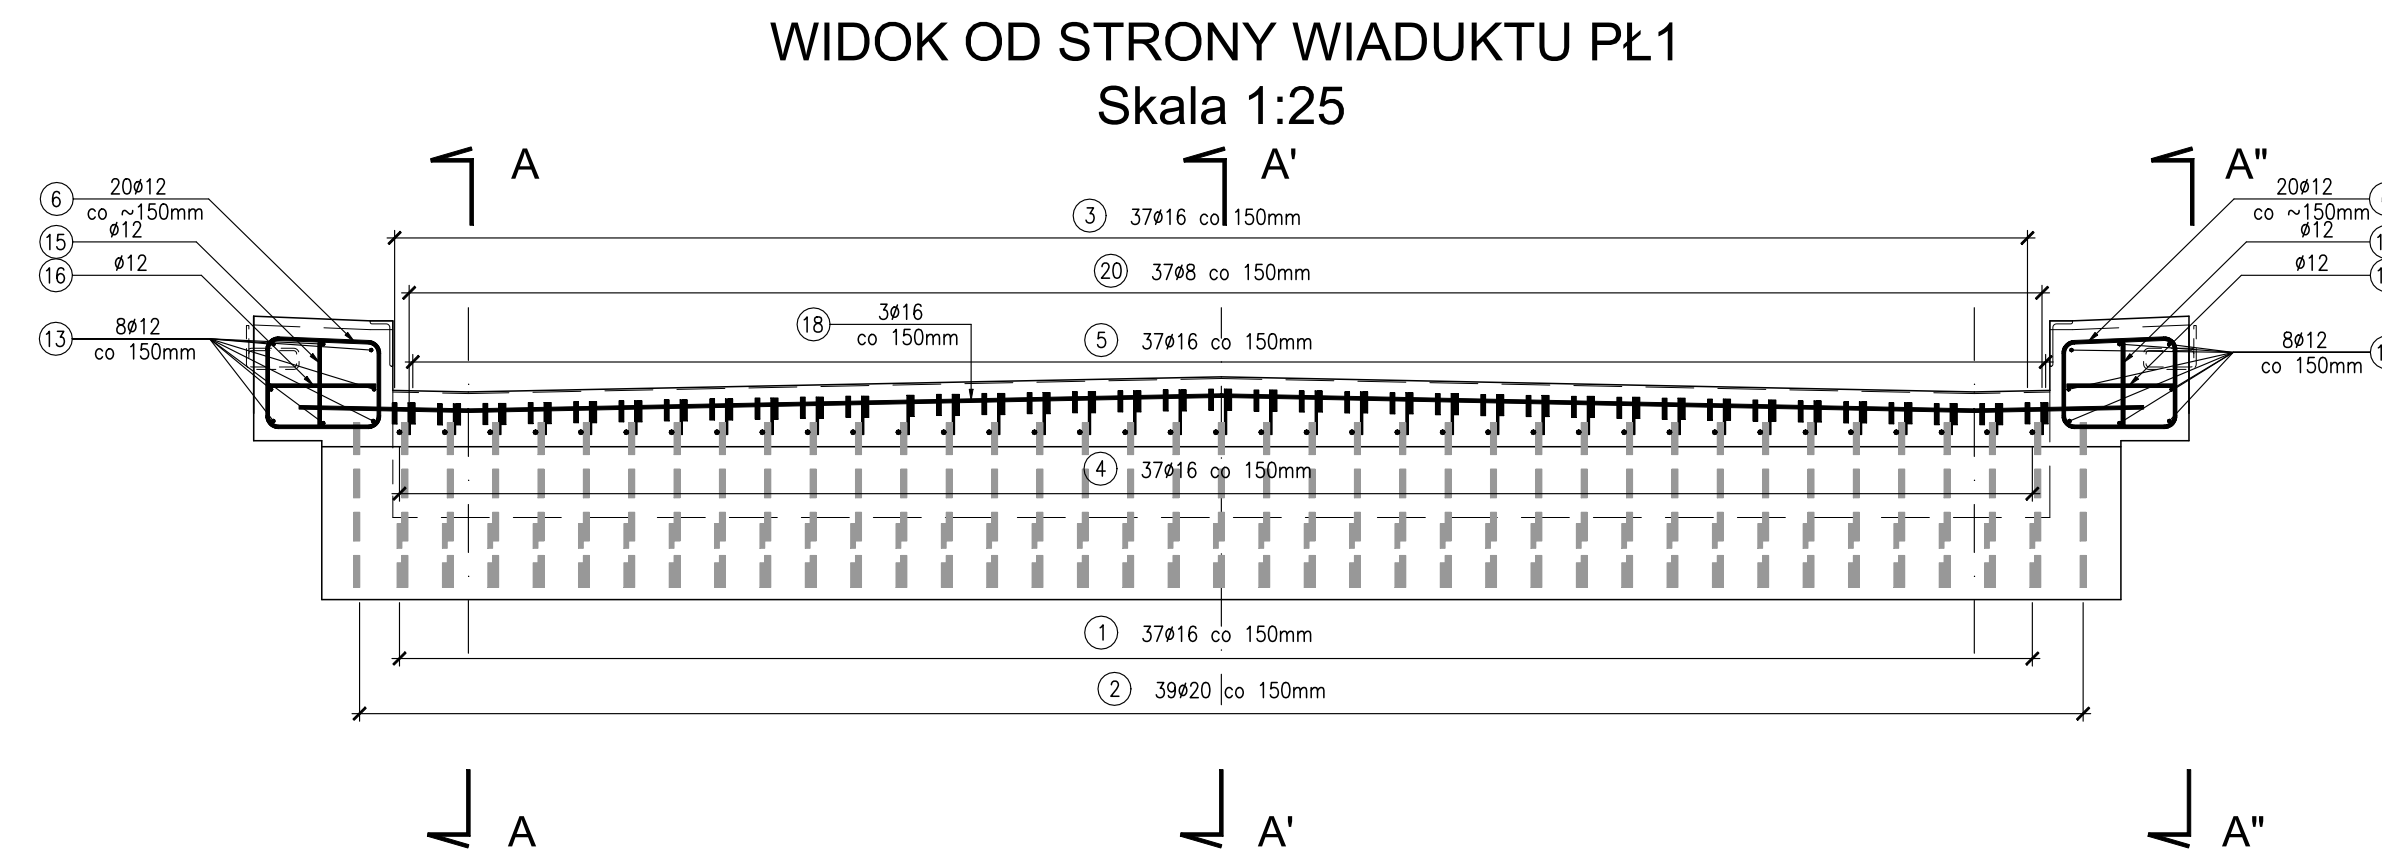 WIDOK OD STRONY WIADUKTU PŁ1
Skala 1:25
A
A'
A"
6 20ø12
co ~150mm
15 ø12
16 ø12
13 8ø12
co 150mm
3 37ø16 co 150mm
20 37ø8 co 150mm
18 3ø16
co 150mm
5 37ø16 co 150mm
20ø12
co ~150mm
ø12
ø12
8ø12
co 150mm
4 37ø16 co 150mm
1 37ø16 co 150mm
2 39ø20 co 150mm
A
A'
A"